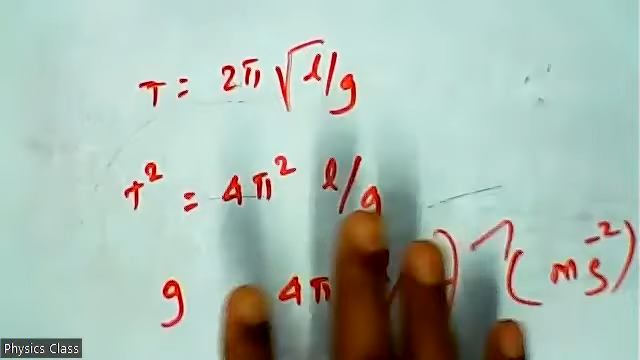 T = 2π √l/g
T² = 4π² l/g
g 4π ) (ms⁻²)
Physics Class